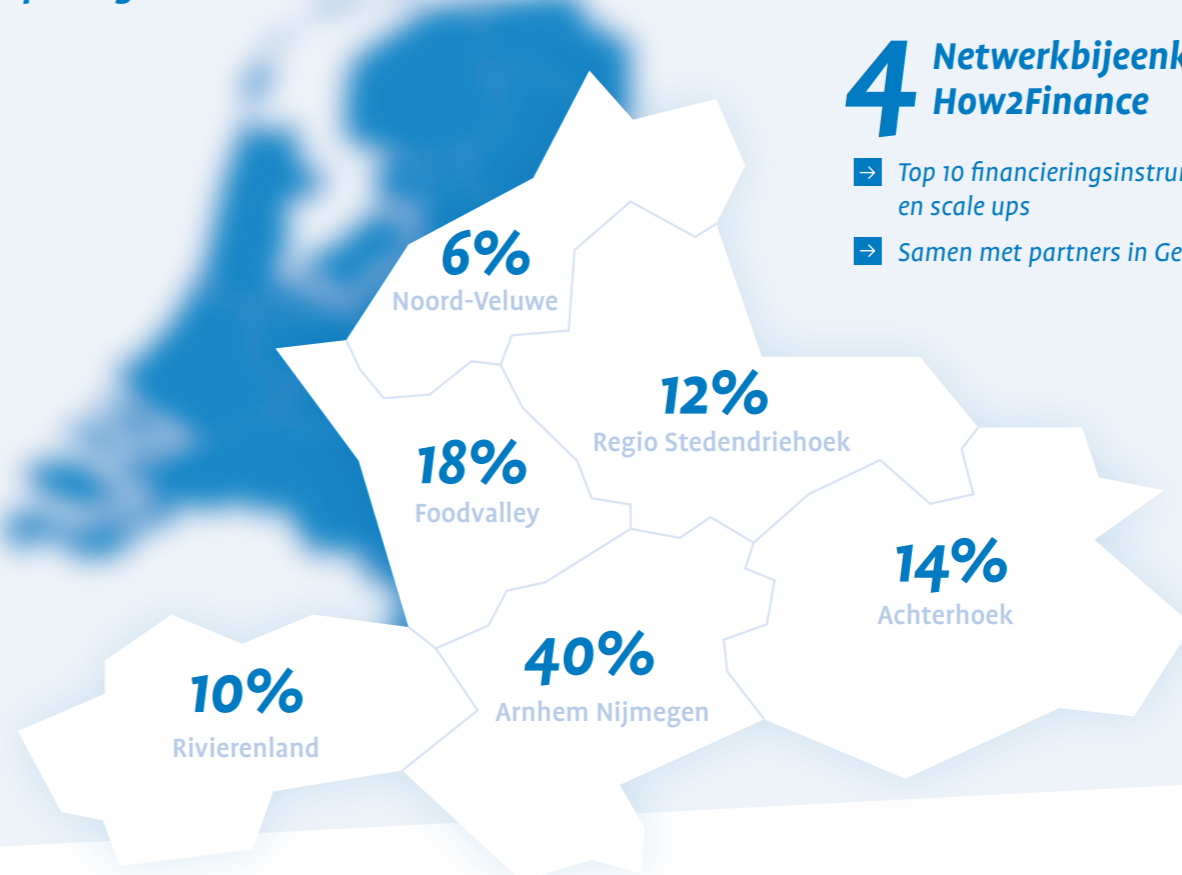 4 Netwerkbijeenk
How2Finance
→ Top 10 financieringsinstru
en scale ups
→ Samen met partners in Ge
6%
Noord-Veluwe
12%
Regio Stedendriehoek
18%
Foodvalley
14%
Achterhoek
40%
Arnhem Nijmegen
10%
Rivierenland